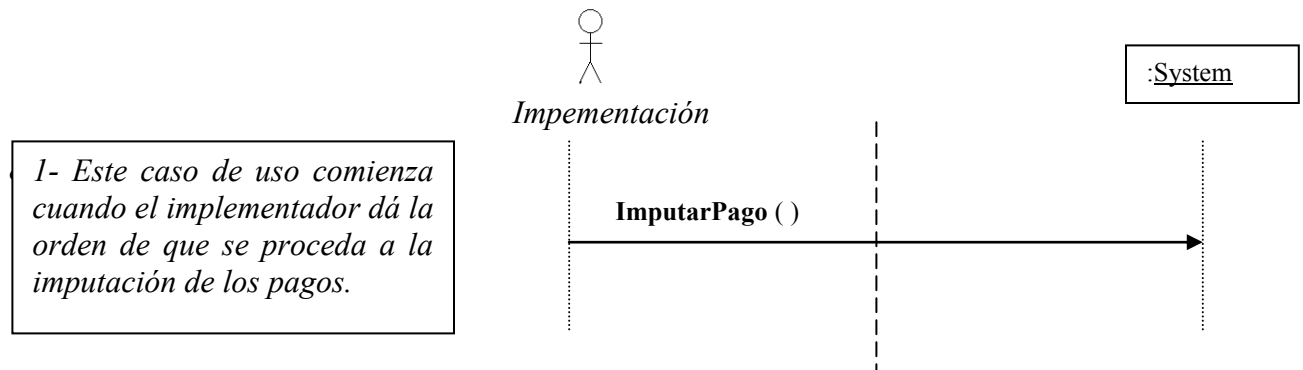 :System
Impementación
1- Este caso de uso comienza
cuando el implementador dá la
orden de que se proceda a la
imputación de los pagos.
ImputarPago ( )